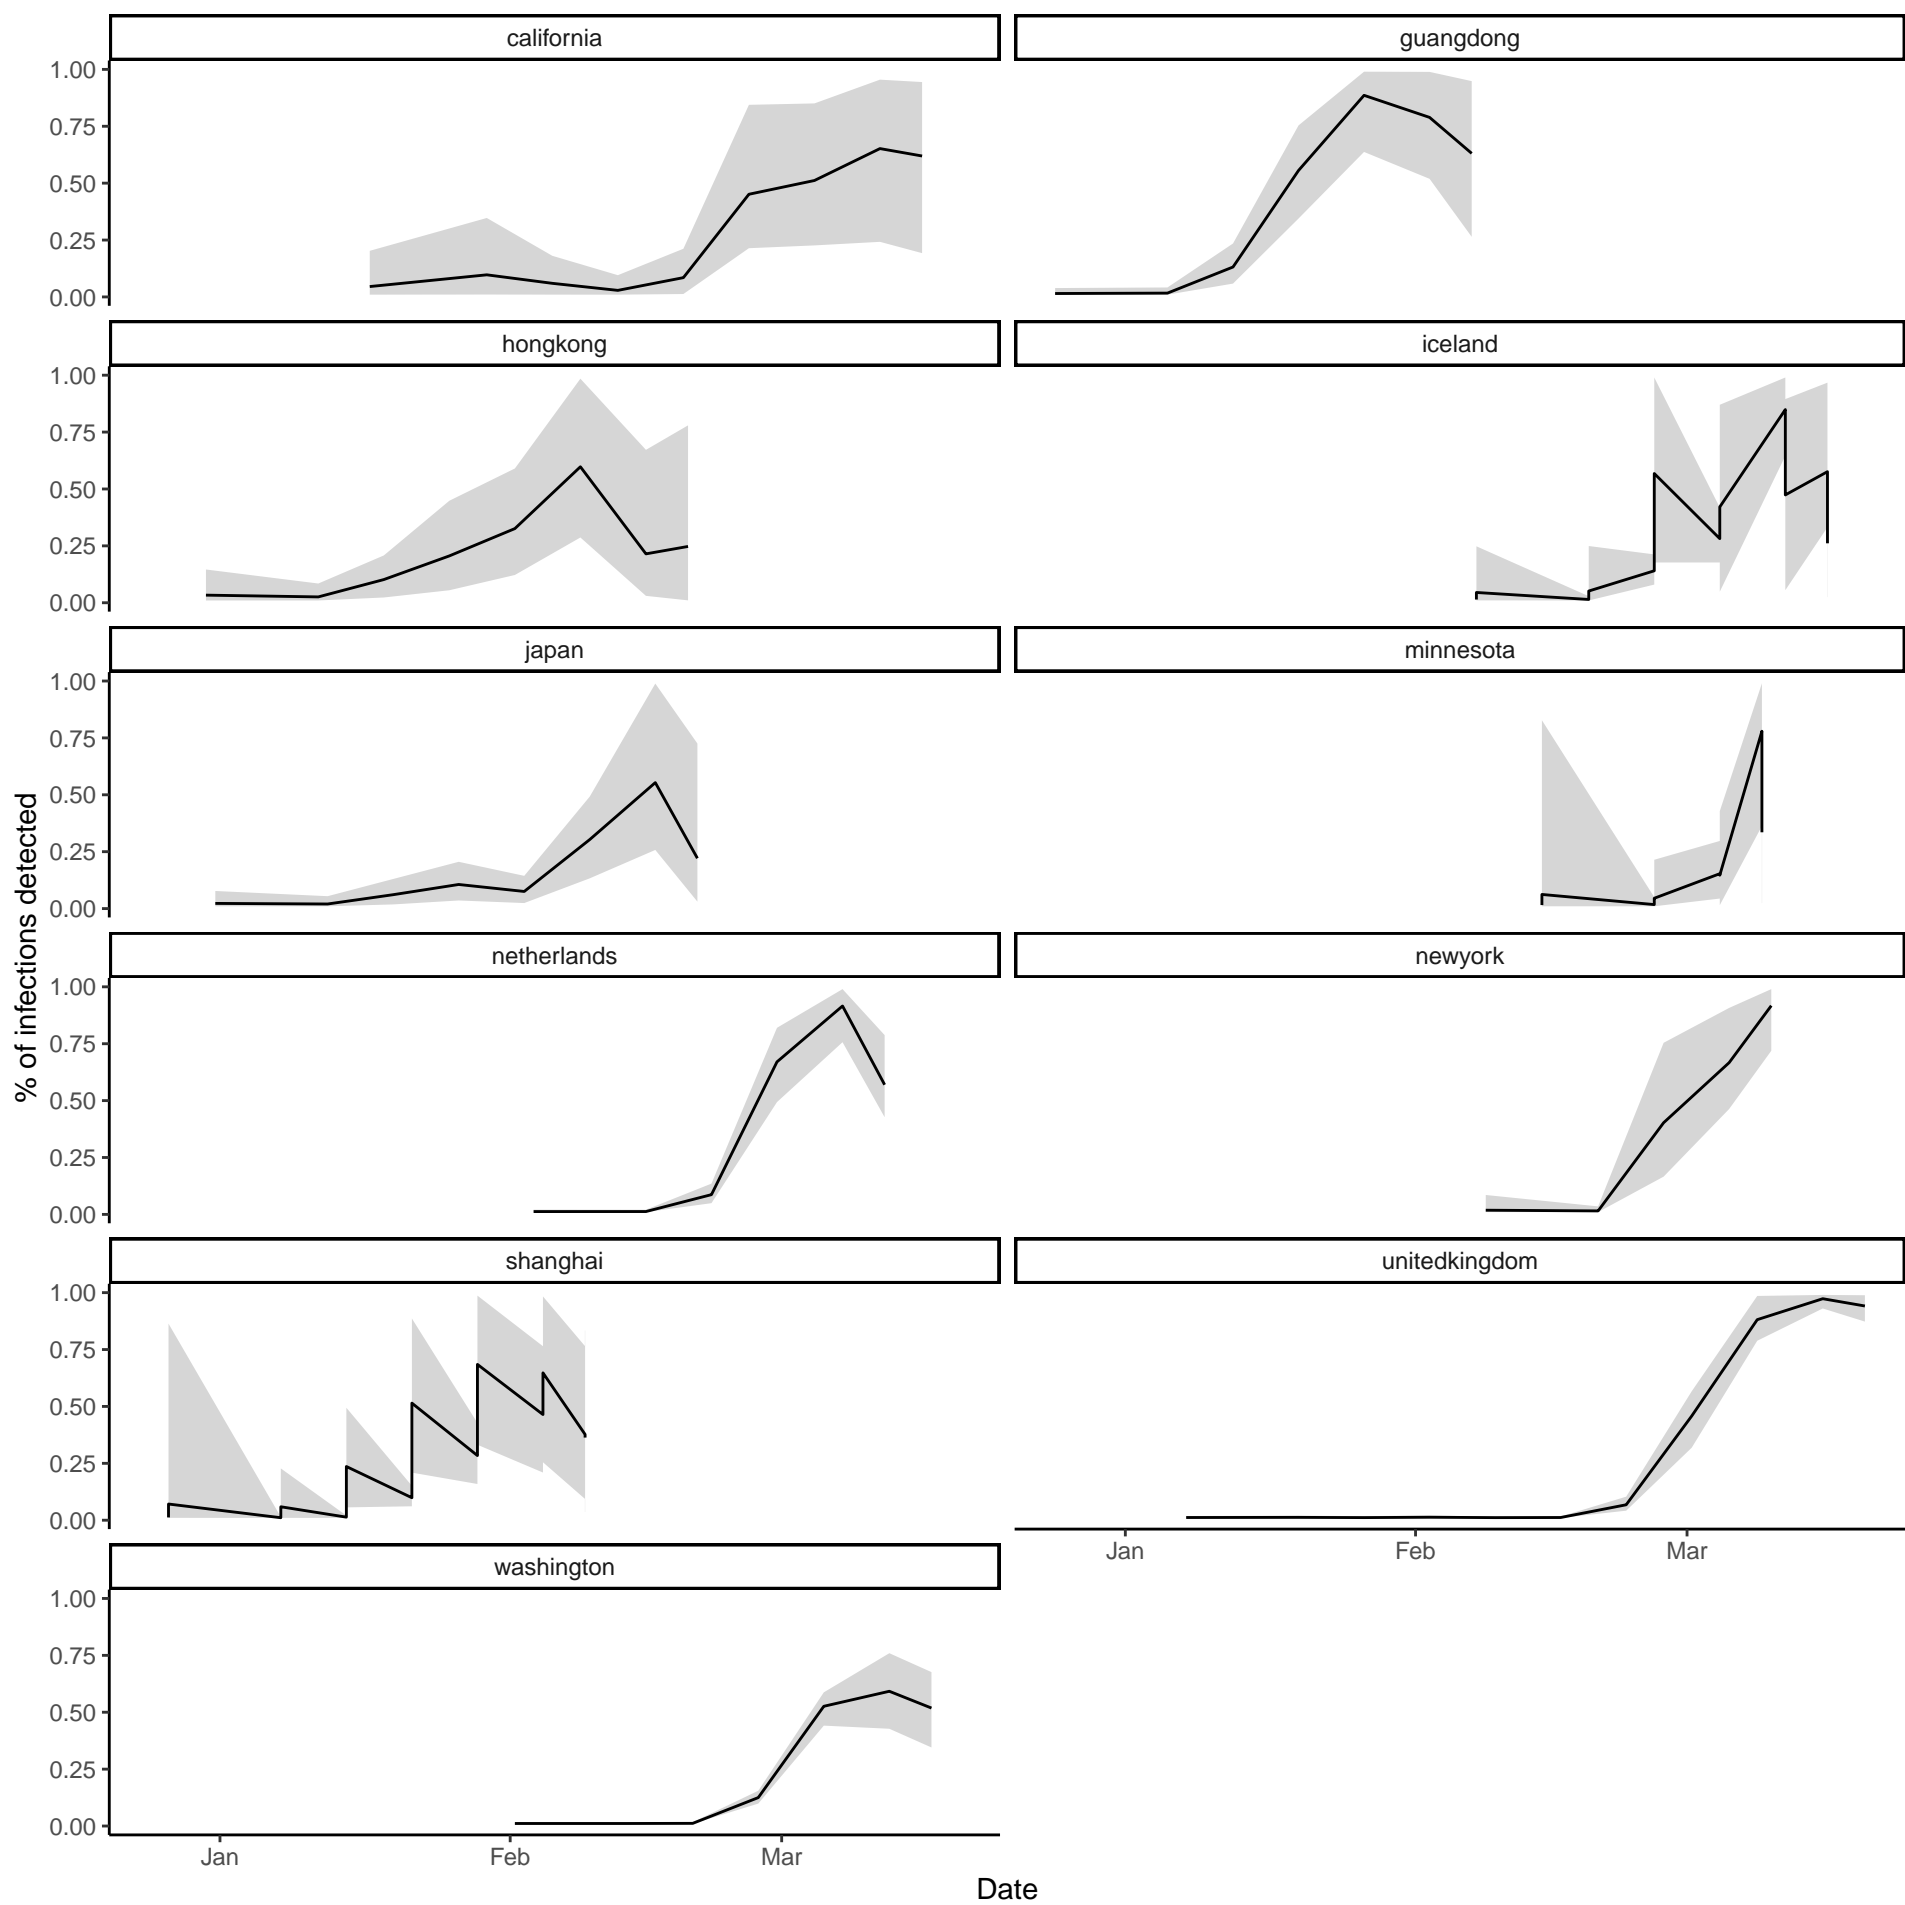 california
guangdong
1.00
0.75
0.50
0.25
0.00
hongkong
iceland
1.00
0.75
0.50
0.25
0.00
japan
minnesota
1.00
0.75
0.50
0.25
0.00
% of infections detected
netherlands
newyork
1.00
0.75
0.50
0.25
0.00
shanghai
unitedkingdom
1.00
0.75
0.50
0.25
0.00
Jan Feb Mar
washington
1.00
0.75
0.50
0.25
0.00
Jan Feb Mar
Date